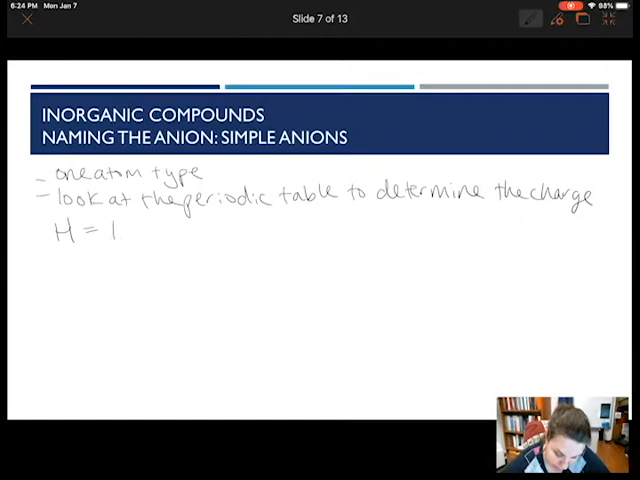 6:24 PM Mon Jan 7
98%
Slide 7 of 13
INORGANIC COMPOUNDS
NAMING THE ANION: SIMPLE ANIONS
- one atom type
- look at the periodic table to determine the charge
H = 1